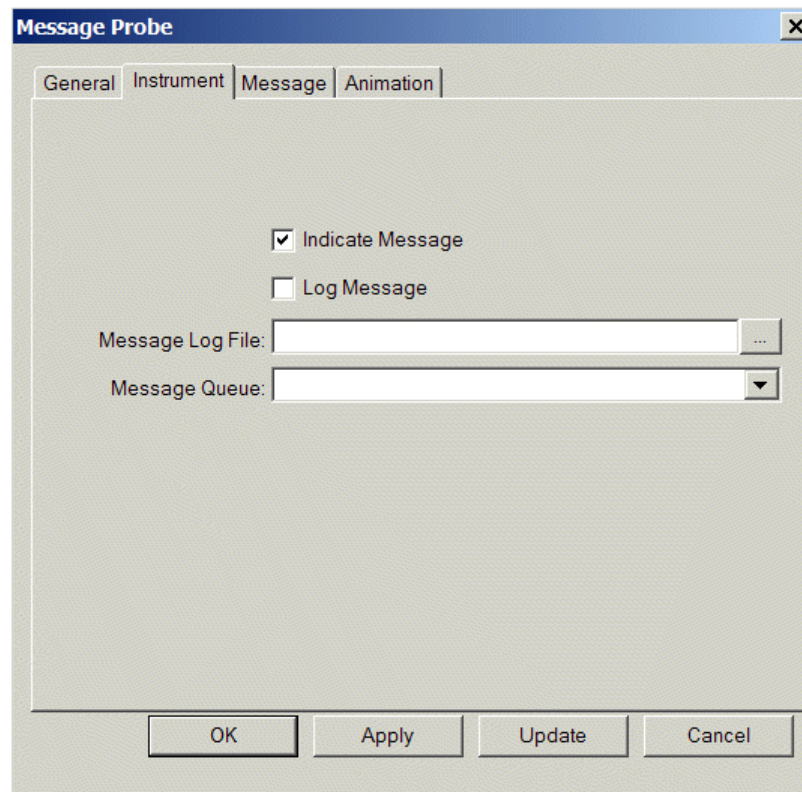 Message Probe
General Instrument Message Animation
Indicate Message
Log Message
Message Log File: ...
Message Queue:
OK Apply Update Cancel